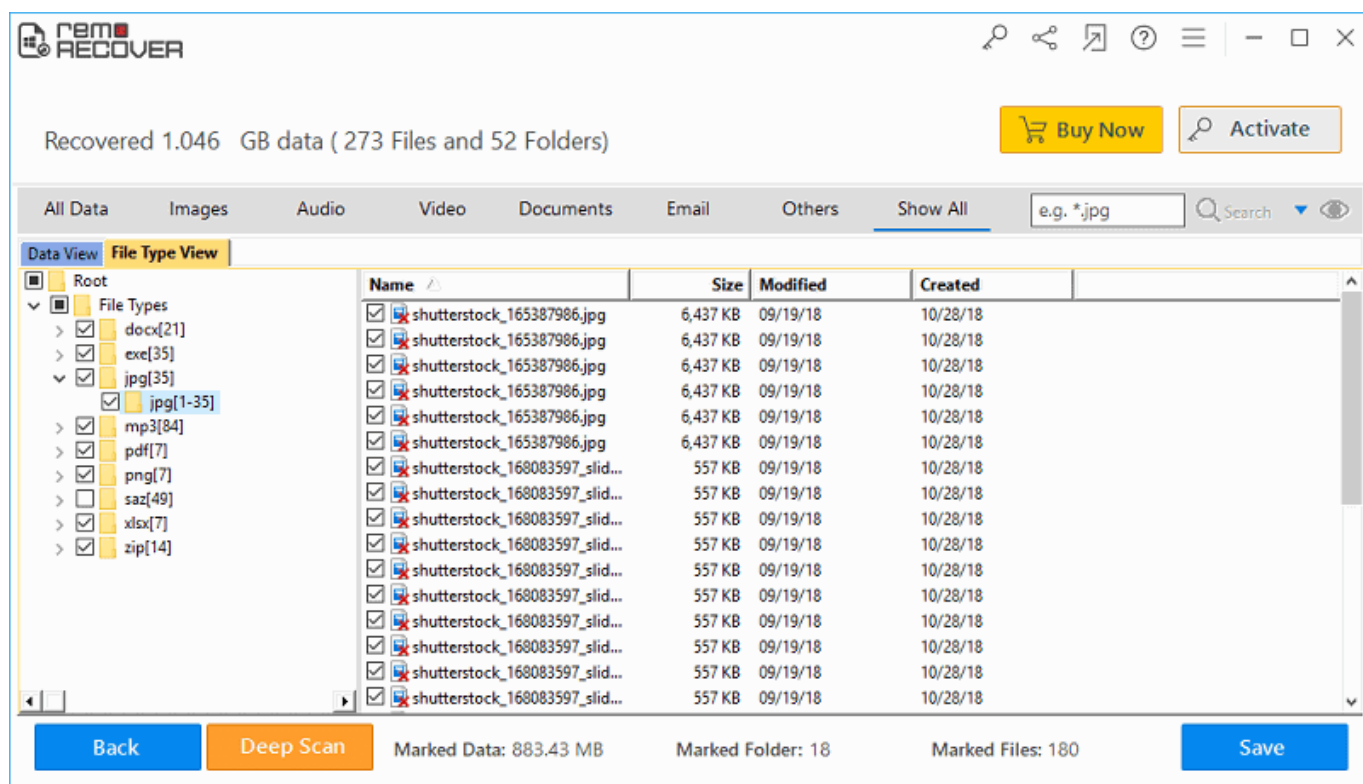 remo
RECOVER
Recovered 1.046 GB data ( 273 Files and 52 Folders)
Buy Now
Activate
All Data Images Audio Video Documents Email Others Show All e.g. *.jpg Search
Data View File Type View
Root
File Types
docx[21]
exe[35]
jpg[35]
jpg[1-35]
mp3[84]
pdf[7]
png[7]
saz[49]
xlsx[7]
zip[14]
Name Size Modified Created
shutterstock_165387986.jpg 6,437 KB 09/19/18 10/28/18
shutterstock_165387986.jpg 6,437 KB 09/19/18 10/28/18
shutterstock_165387986.jpg 6,437 KB 09/19/18 10/28/18
shutterstock_165387986.jpg 6,437 KB 09/19/18 10/28/18
shutterstock_165387986.jpg 6,437 KB 09/19/18 10/28/18
shutterstock_165387986.jpg 6,437 KB 09/19/18 10/28/18
shutterstock_168083597_slid... 557 KB 09/19/18 10/28/18
shutterstock_168083597_slid... 557 KB 09/19/18 10/28/18
shutterstock_168083597_slid... 557 KB 09/19/18 10/28/18
shutterstock_168083597_slid... 557 KB 09/19/18 10/28/18
shutterstock_168083597_slid... 557 KB 09/19/18 10/28/18
shutterstock_168083597_slid... 557 KB 09/19/18 10/28/18
shutterstock_168083597_slid... 557 KB 09/19/18 10/28/18
shutterstock_168083597_slid... 557 KB 09/19/18 10/28/18
shutterstock_168083597_slid... 557 KB 09/19/18 10/28/18
shutterstock_168083597_slid... 557 KB 09/19/18 10/28/18
Back Deep Scan Marked Data: 883.43 MB Marked Folder: 18 Marked Files: 180 Save